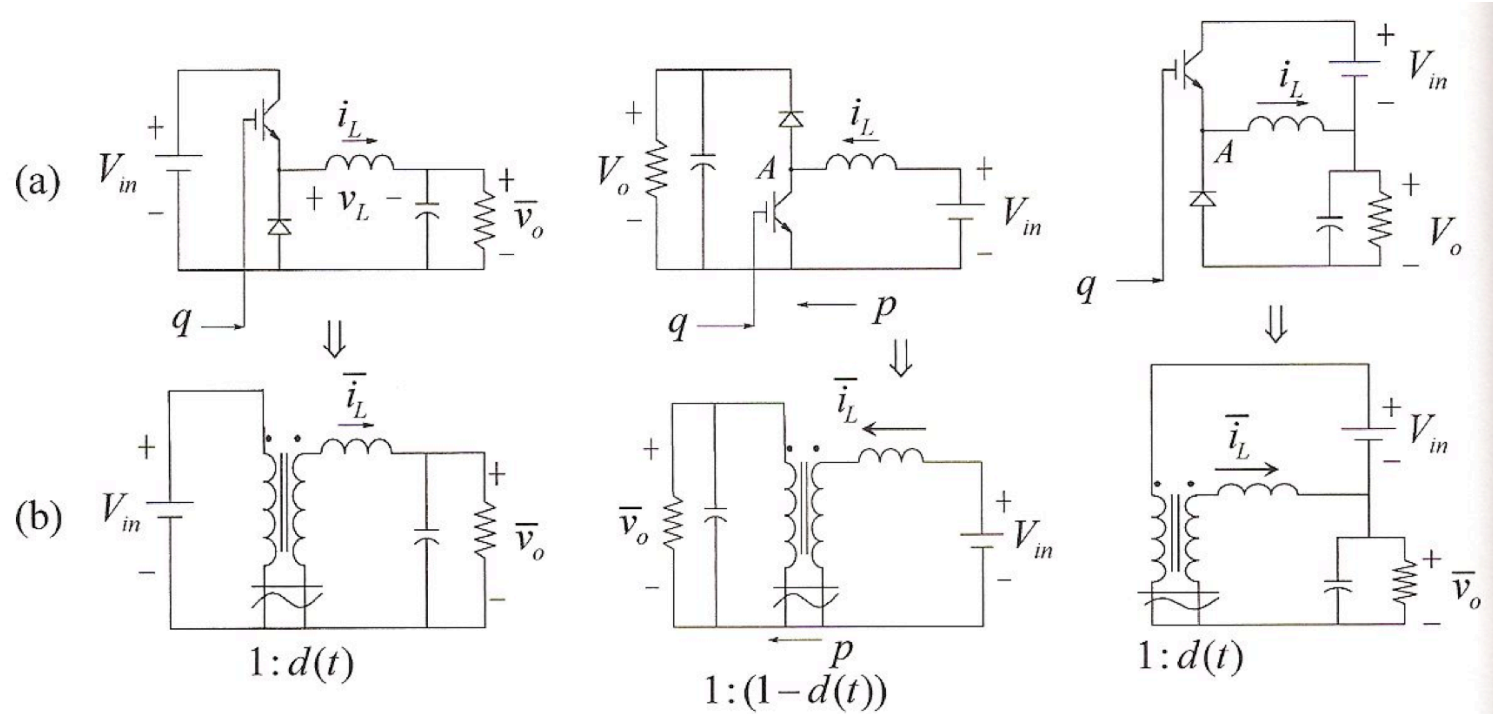 (a)
+
V_in
−
q
i_L
+ v_L −
+
v̄_o
−
+
V_o
−
A
i_L
+
V_in
−
q
p
q
i_L
A
+
V_in
−
+
V_o
−
(b)
+
V_in
−
ī_L
+
v̄_o
−
1:d(t)
+
v̄_o
−
ī_L
+
V_in
−
p
1:(1−d(t))
ī_L
+
V_in
−
+
v̄_o
−
1:d(t)